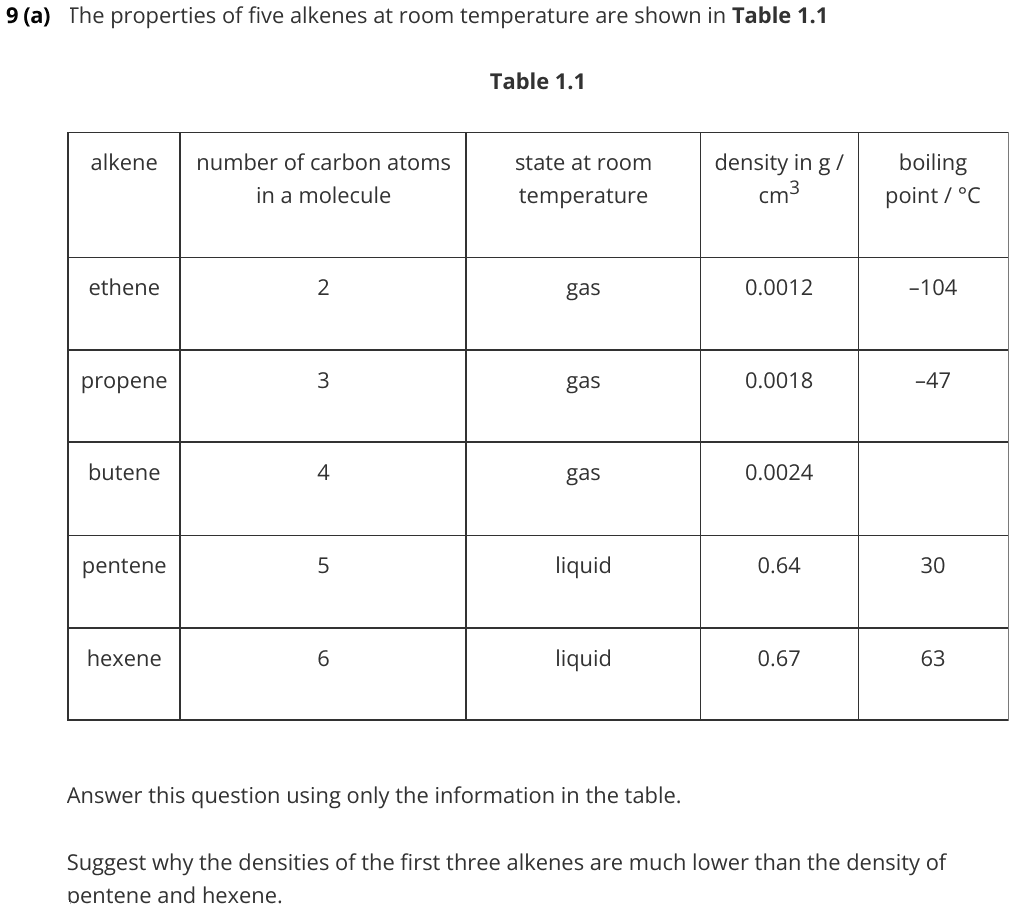 9 (a) The properties of five alkenes at room temperature are shown in Table 1.1
Table 1.1
alkene number of carbon atoms in a molecule state at room temperature density in g / cm³ boiling point / °C
ethene 2 gas 0.0012 –104
propene 3 gas 0.0018 –47
butene 4 gas 0.0024
pentene 5 liquid 0.64 30
hexene 6 liquid 0.67 63
Answer this question using only the information in the table.
Suggest why the densities of the first three alkenes are much lower than the density of
pentene and hexene.